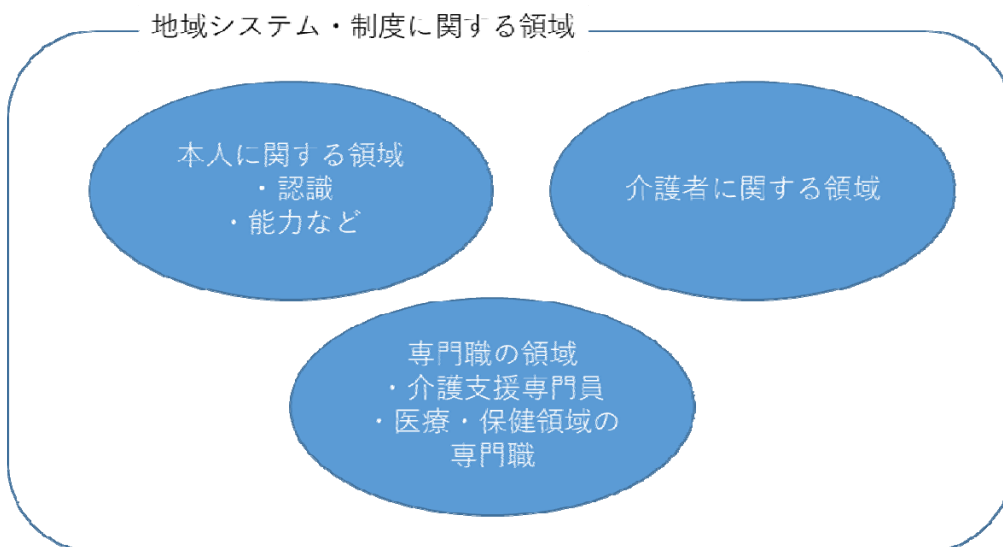 地域システム・制度に関する領域
本人に関する領域
・認識
・能力など
介護者に関する領域
専門職の領域
・介護支援専門員
・医療・保健領域の
専門職